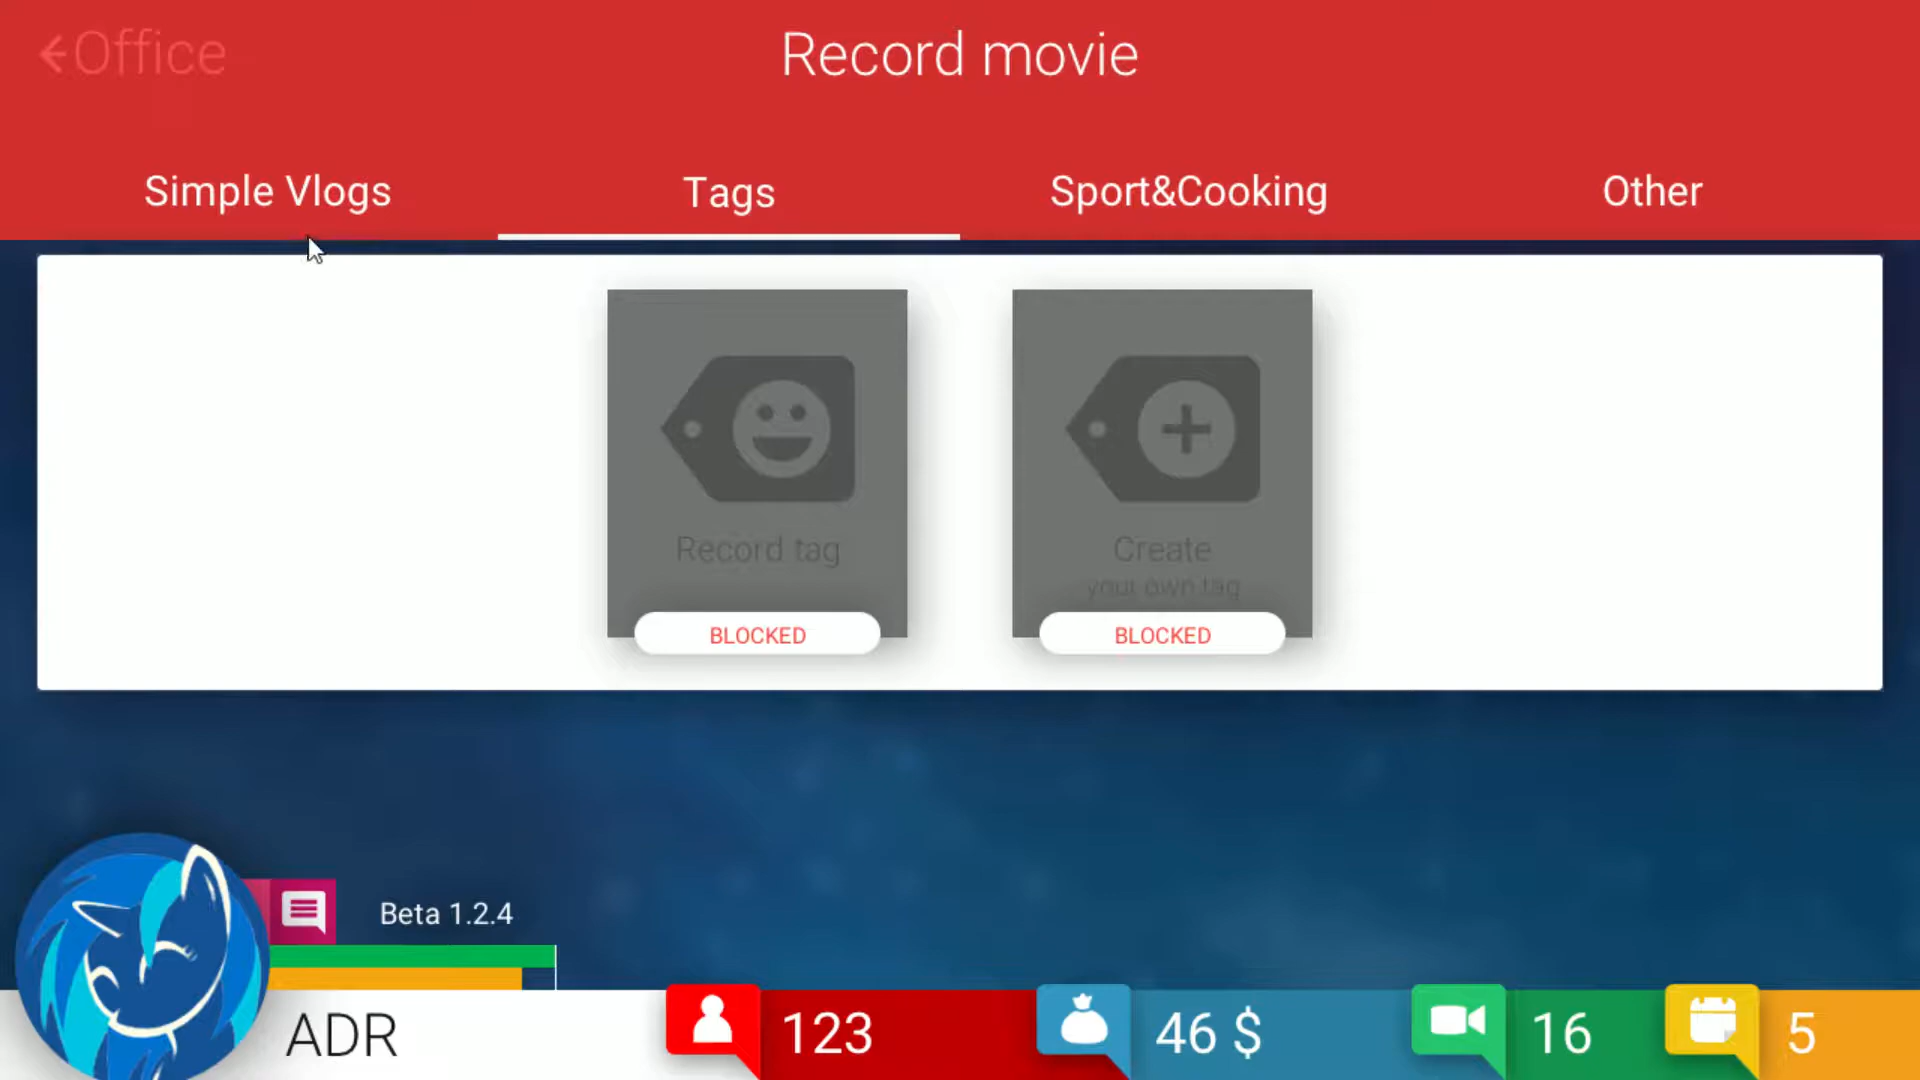 Office
Record movie
Simple Vlogs
Tags
Sport&Cooking
Other
Record tag
BLOCKED
Create
your own tag
BLOCKED
Beta 1.2.4
ADR
123
46 $
16
5